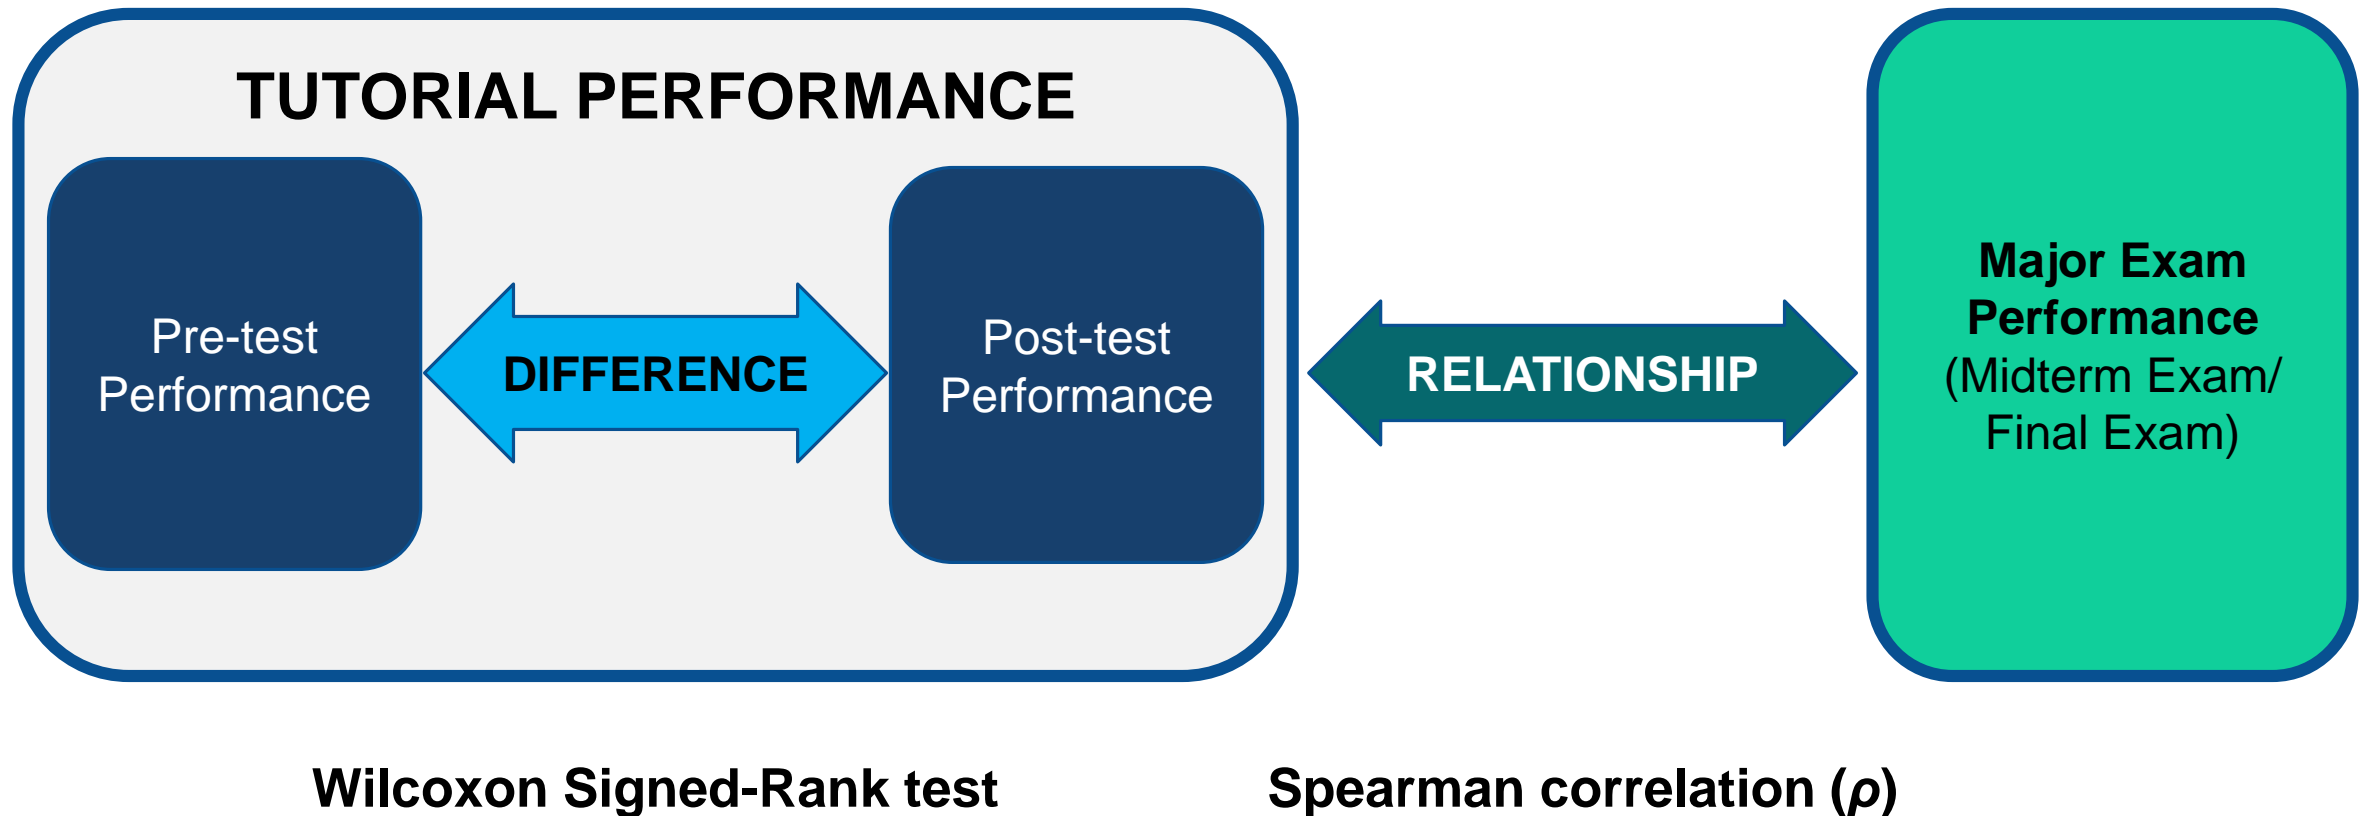 TUTORIAL PERFORMANCE
Pre-test
Performance
DIFFERENCE
Post-test
Performance
RELATIONSHIP
Major Exam
Performance
(Midterm Exam/
Final Exam)
Wilcoxon Signed-Rank test
Spearman correlation (ρ)